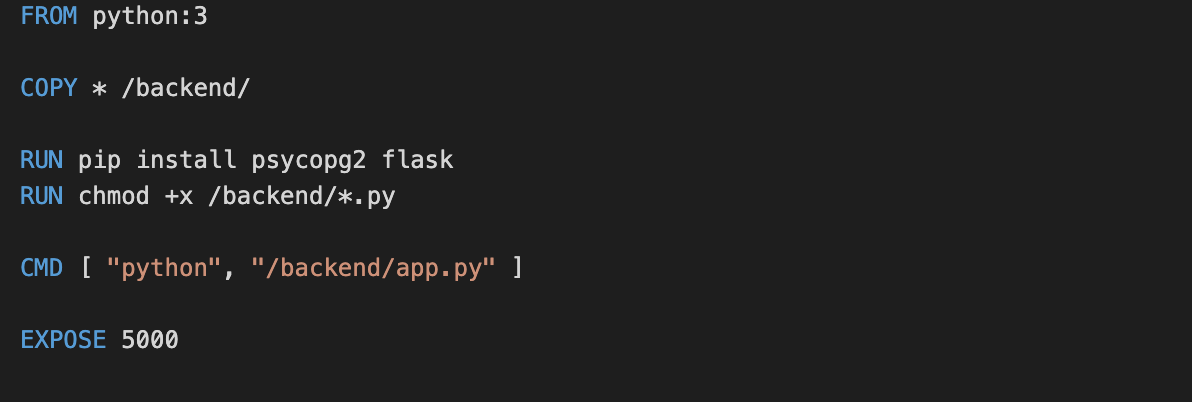 FROM python:3
COPY * /backend/
RUN pip install psycopg2 flask
RUN chmod +x /backend/*.py
CMD [ "python", "/backend/app.py" ]
EXPOSE 5000